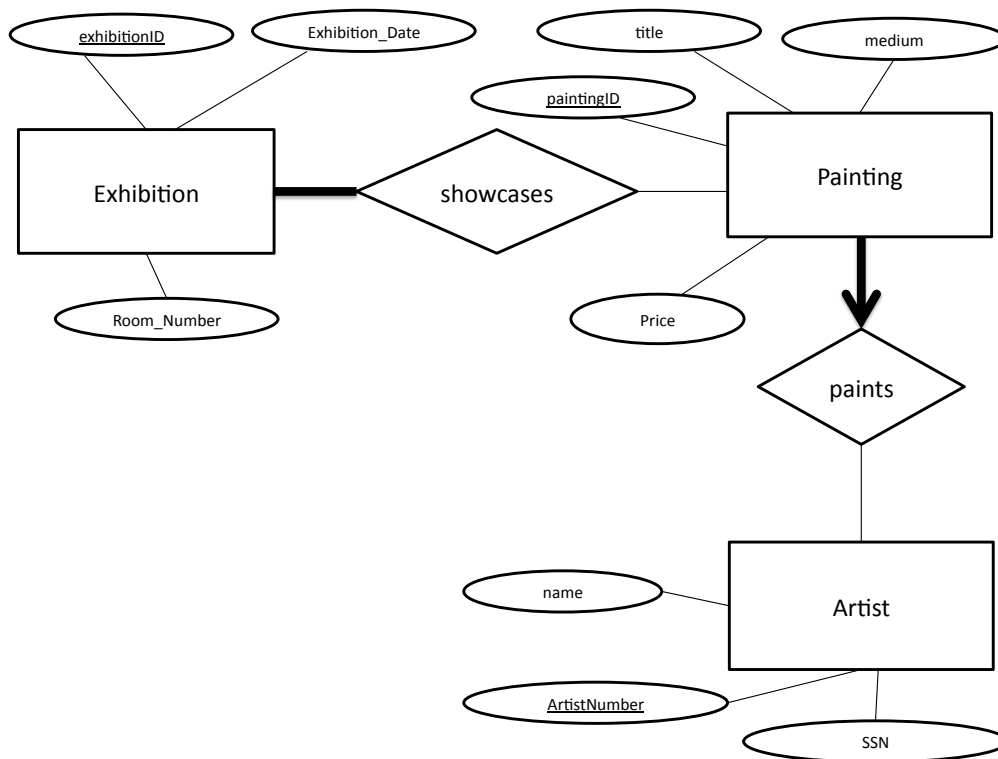 exhibitionID
Exhibition_Date
title
medium
paintingID
Exhibition
showcases
Painting
Room_Number
Price
paints
name
Artist
ArtistNumber
SSN